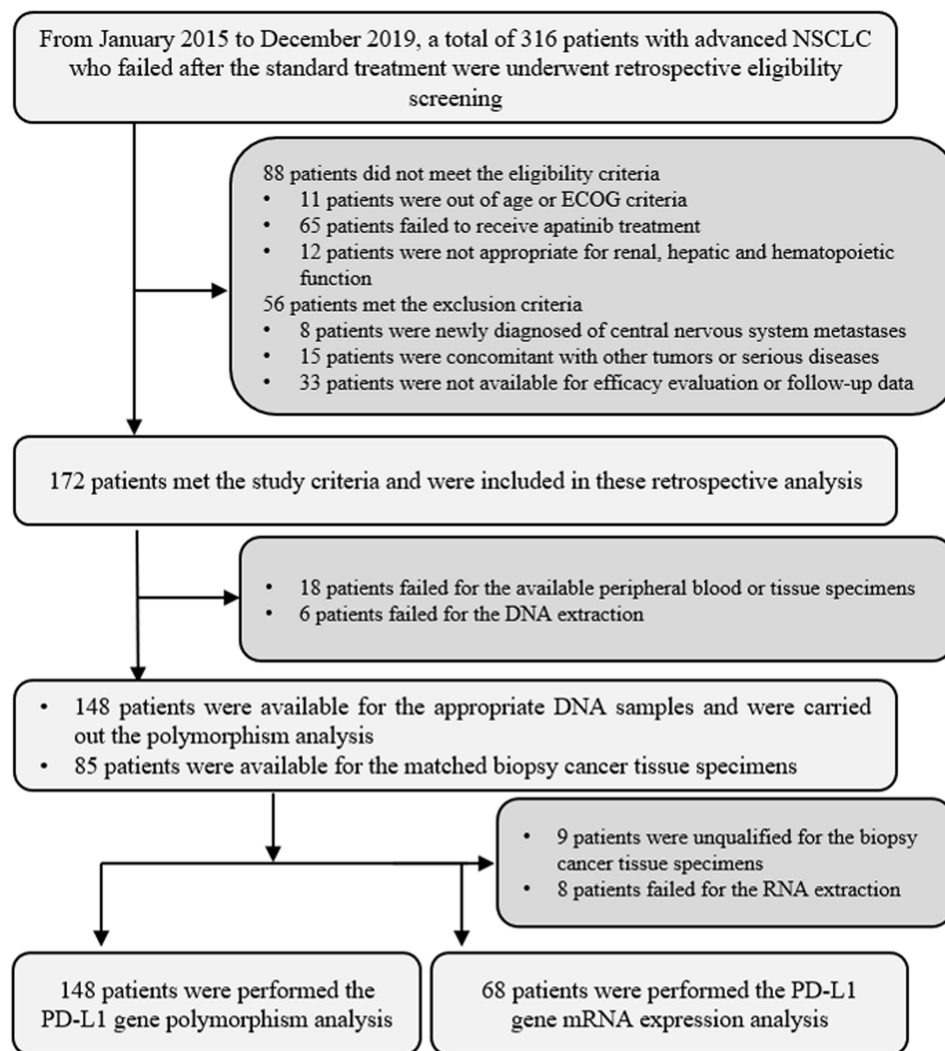 From January 2015 to December 2019, a total of 316 patients with advanced NSCLC
who failed after the standard treatment were underwent retrospective eligibility
screening
88 patients did not meet the eligibility criteria
• 11 patients were out of age or ECOG criteria
• 65 patients failed to receive apatinib treatment
• 12 patients were not appropriate for renal, hepatic and hematopoietic
function
56 patients met the exclusion criteria
• 8 patients were newly diagnosed of central nervous system metastases
• 15 patients were concomitant with other tumors or serious diseases
• 33 patients were not available for efficacy evaluation or follow-up data
172 patients met the study criteria and were included in these retrospective analysis
• 18 patients failed for the available peripheral blood or tissue specimens
• 6 patients failed for the DNA extraction
• 148 patients were available for the appropriate DNA samples and were carried
out the polymorphism analysis
• 85 patients were available for the matched biopsy cancer tissue specimens
• 9 patients were unqualified for the biopsy
cancer tissue specimens
• 8 patients failed for the RNA extraction
148 patients were performed the
PD-L1 gene polymorphism analysis
68 patients were performed the PD-L1
gene mRNA expression analysis